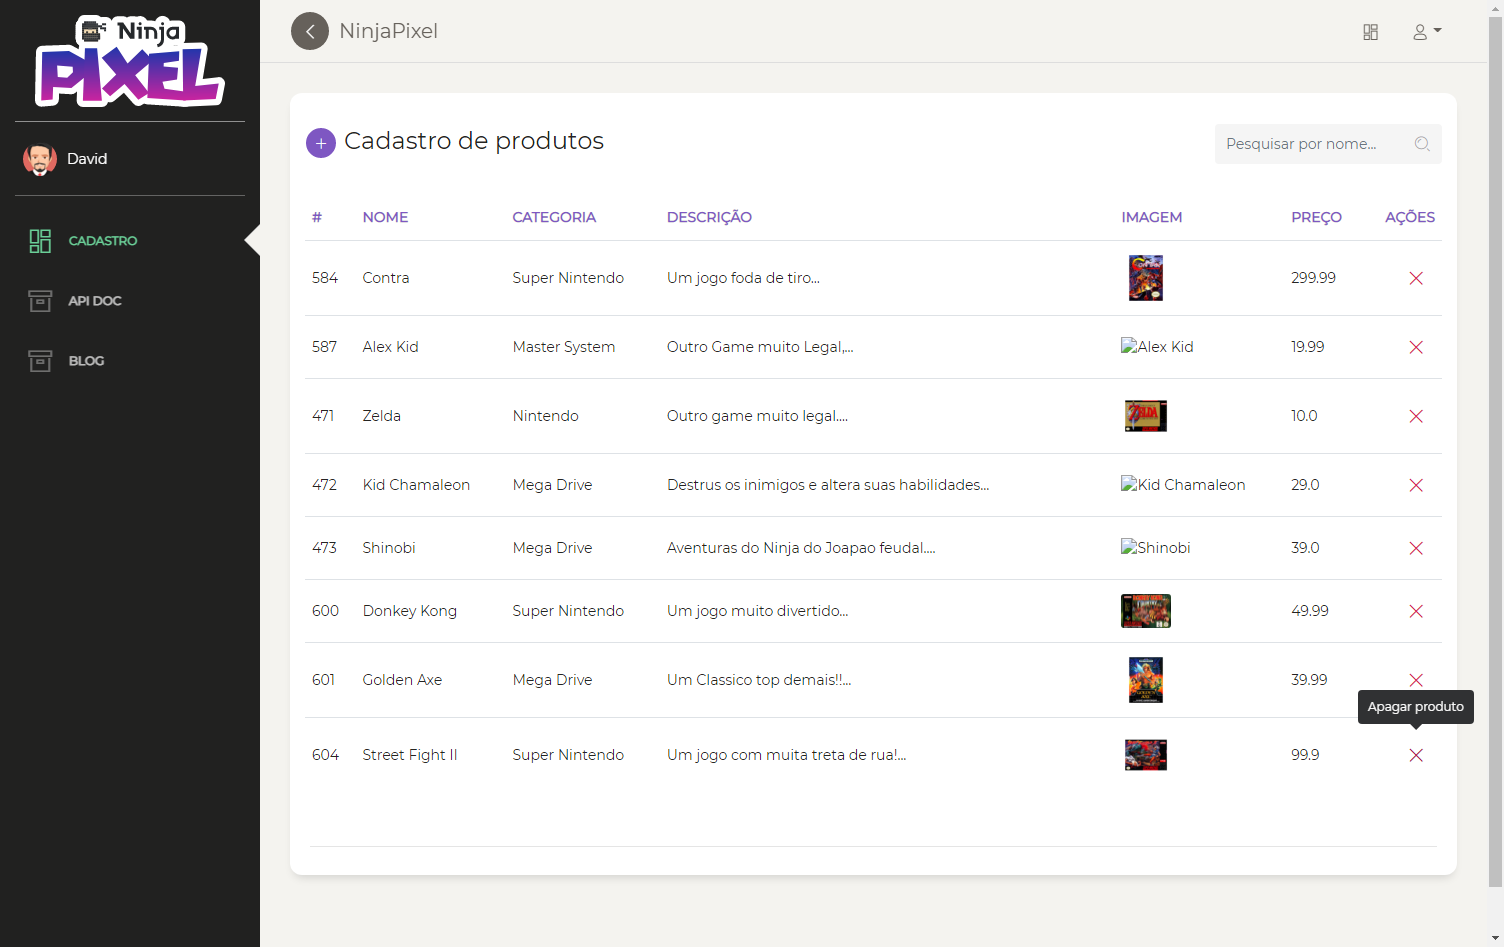 Ninja
PIXEL
NinjaPixel
David
CADASTRO
API DOC
BLOG
+ Cadastro de produtos
Pesquisar por nome...
# NOME CATEGORIA DESCRIÇÃO IMAGEM PREÇO AÇÕES
584 Contra Super Nintendo Um jogo foda de tiro... 299.99
587 Alex Kid Master System Outro Game muito Legal,... Alex Kid 19.99
471 Zelda Nintendo Outro game muito legal.... ZELDA 10.0
472 Kid Chamaleon Mega Drive Destrus os inimigos e altera suas habilidades... Kid Chamaleon 29.0
473 Shinobi Mega Drive Aventuras do Ninja do Joapao feudal.... Shinobi 39.0
600 Donkey Kong Super Nintendo Um jogo muito divertido... 49.99
601 Golden Axe Mega Drive Um Classico top demais!!... 39.99
Apagar produto
604 Street Fight II Super Nintendo Um jogo com muita treta de rua!... 99.9